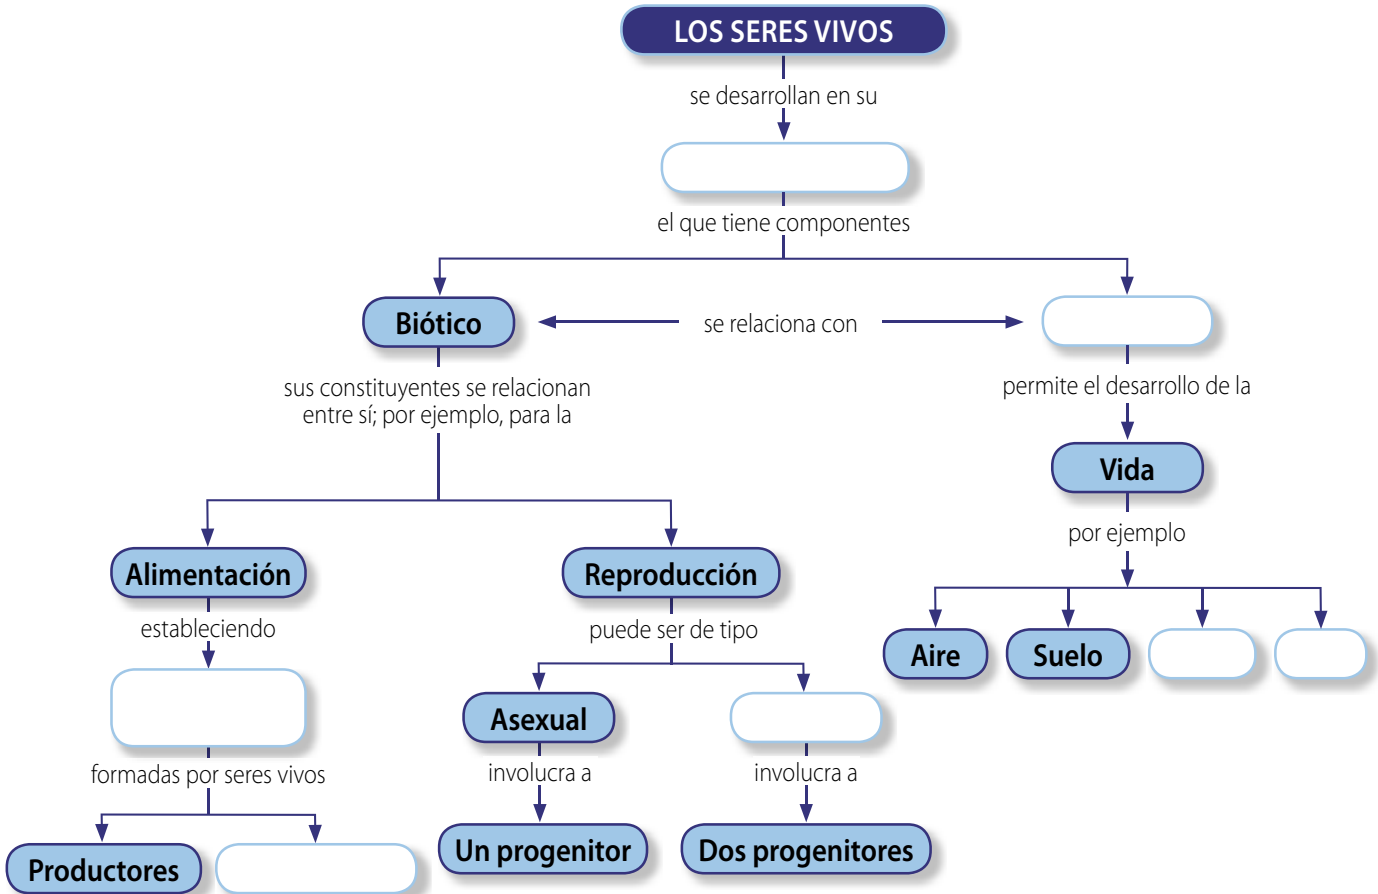 LOS SERES VIVOS
se desarrollan en su
el que tiene componentes
Biótico
se relaciona con
sus constituyentes se relacionan
entre sí; por ejemplo, para la
permite el desarrollo de la
Vida
por ejemplo
Alimentación
Reproducción
estableciendo
puede ser de tipo
Aire
Suelo
Asexual
formadas por seres vivos
involucra a
involucra a
Productores
Un progenitor
Dos progenitores